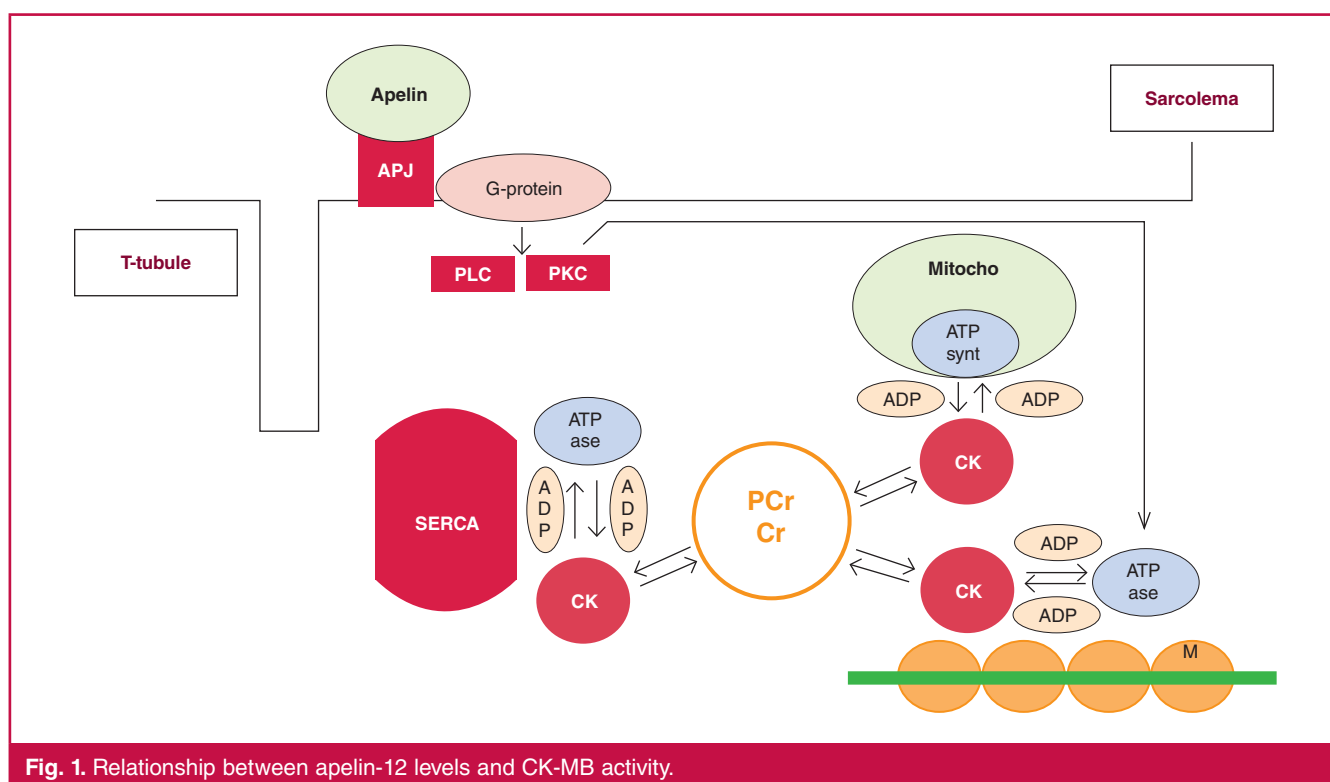 Apelin
APJ
G-protein
Sarcolema
T-tubule
PLC
PKC
Mitocho
ATP
synt
ADP
ADP
CK
ATP
ase
A
D
P
A
D
P
SERCA
CK
PCr
Cr
CK
ADP
ADP
ATP
ase
M
Fig. 1. Relationship between apelin-12 levels and CK-MB activity.